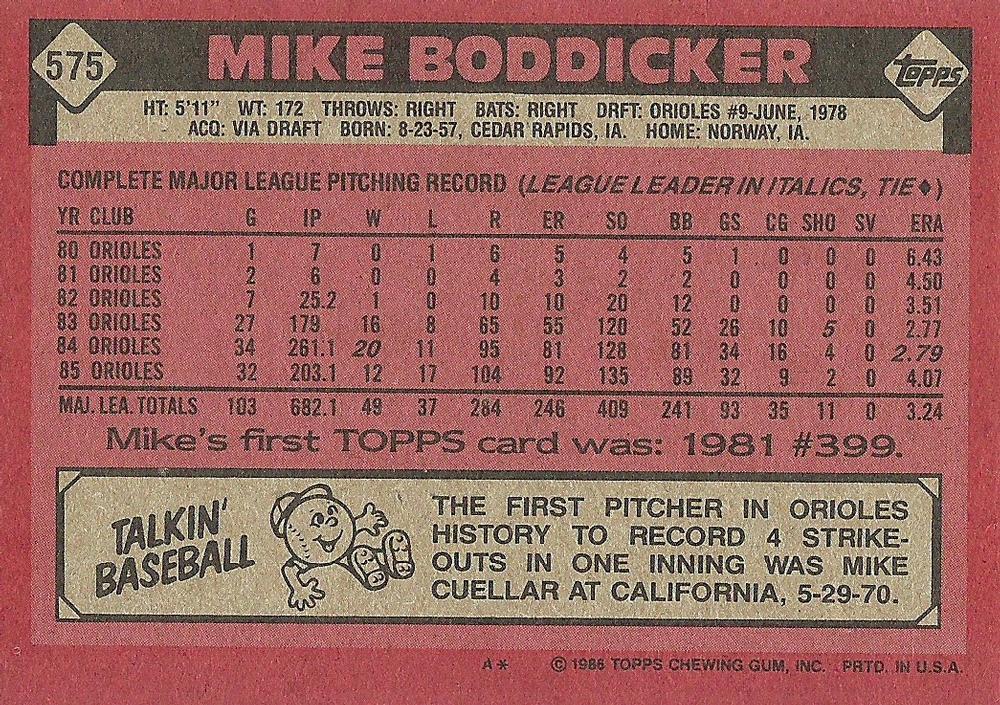 575
MIKE BODDICKER
topps
HT: 5'11" WT: 172 THROWS: RIGHT BATS: RIGHT DRFT: ORIOLES #9-JUNE, 1978
ACQ: VIA DRAFT BORN: 8-23-57, CEDAR RAPIDS, IA. HOME: NORWAY, IA.
COMPLETE MAJOR LEAGUE PITCHING RECORD (LEAGUE LEADER IN ITALICS, TIE♦)
YR CLUB G IP W L R ER SO BB GS CG SHO SV ERA
80 ORIOLES 1 7 0 1 6 5 4 5 1 0 0 0 6.43
81 ORIOLES 2 6 0 0 4 3 2 2 0 0 0 0 4.50
82 ORIOLES 7 25.2 1 0 10 10 20 12 0 0 0 0 3.51
83 ORIOLES 27 179 16 8 65 55 120 52 26 10 5 0 2.77
84 ORIOLES 34 261.1 20 11 95 81 128 81 34 16 4 0 2.79
85 ORIOLES 32 203.1 12 17 104 92 135 89 32 9 2 0 4.07
MAJ. LEA. TOTALS 103 682.1 49 37 284 246 409 241 93 35 11 0 3.24
Mike's first TOPPS card was: 1981 #399.
TALKIN'
BASEBALL
THE FIRST PITCHER IN ORIOLES
HISTORY TO RECORD 4 STRIKE-
OUTS IN ONE INNING WAS MIKE
CUELLAR AT CALIFORNIA, 5-29-70.
A* © 1986 TOPPS CHEWING GUM, INC. PRTD. IN U.S.A.